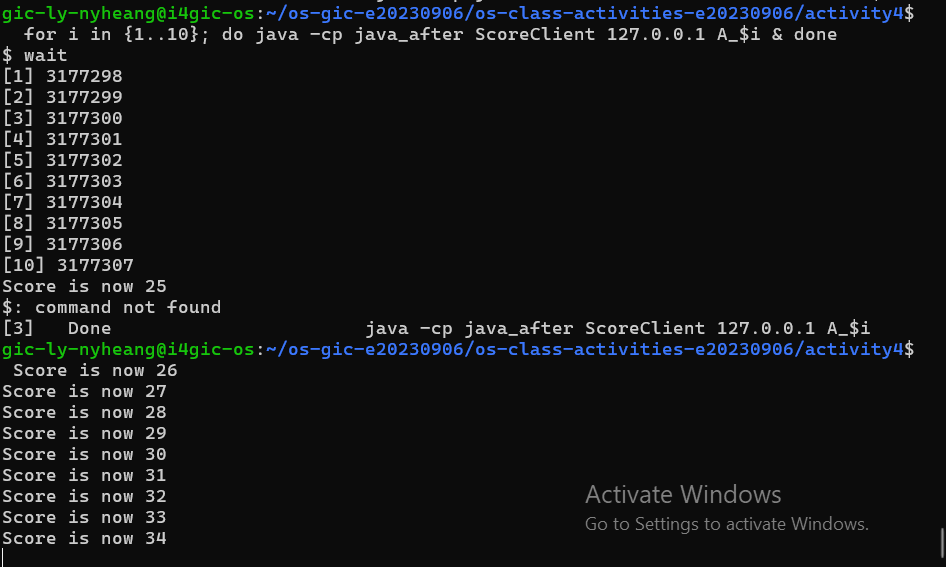 gic-ly-nyheang@i4gic-os:~/os-gic-e20230906/os-class-activities-e20230906/activity4$
for i in {1..10}; do java -cp java_after ScoreClient 127.0.0.1 A_$i & done
$ wait
[1] 3177298
[2] 3177299
[3] 3177300
[4] 3177301
[5] 3177302
[6] 3177303
[7] 3177304
[8] 3177305
[9] 3177306
[10] 3177307
Score is now 25
$: command not found
[3]   Done                       java -cp java_after ScoreClient 127.0.0.1 A_$i
gic-ly-nyheang@i4gic-os:~/os-gic-e20230906/os-class-activities-e20230906/activity4$
Score is now 26
Score is now 27
Score is now 28
Score is now 29
Score is now 30
Score is now 31
Score is now 32
Score is now 33
Score is now 34
Activate Windows
Go to Settings to activate Windows.